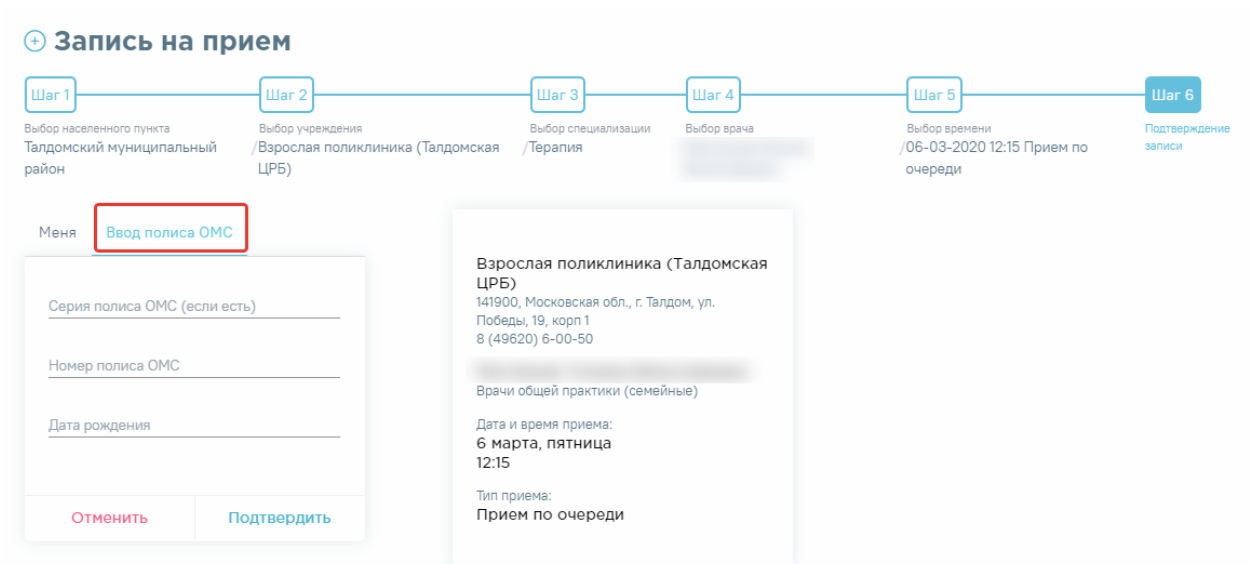 Запись на прием
Шаг 1
Шаг 2
Шаг 3
Шаг 4
Шаг 5
Шаг 6
Выбор населенного пункта
Талдомский муниципальный
район
Выбор учреждения
/Взрослая поликлиника (Талдомская
ЦРБ)
Выбор специализации
/Терапия
Выбор врача
Выбор времени
/06-03-2020 12:15 Прием по
очереди
Подтверждение
записи
Меня
Ввод полиса ОМС
Серия полиса ОМС (если есть)
Номер полиса ОМС
Дата рождения
Отменить
Подтвердить
Взрослая поликлиника (Талдомская
ЦРБ)
141900, Московская обл., г. Талдом, ул.
Победы, 19, корп 1
8 (49620) 6-00-50
Врачи общей практики (семейные)
Дата и время приема:
6 марта, пятница
12:15
Тип приема:
Прием по очереди